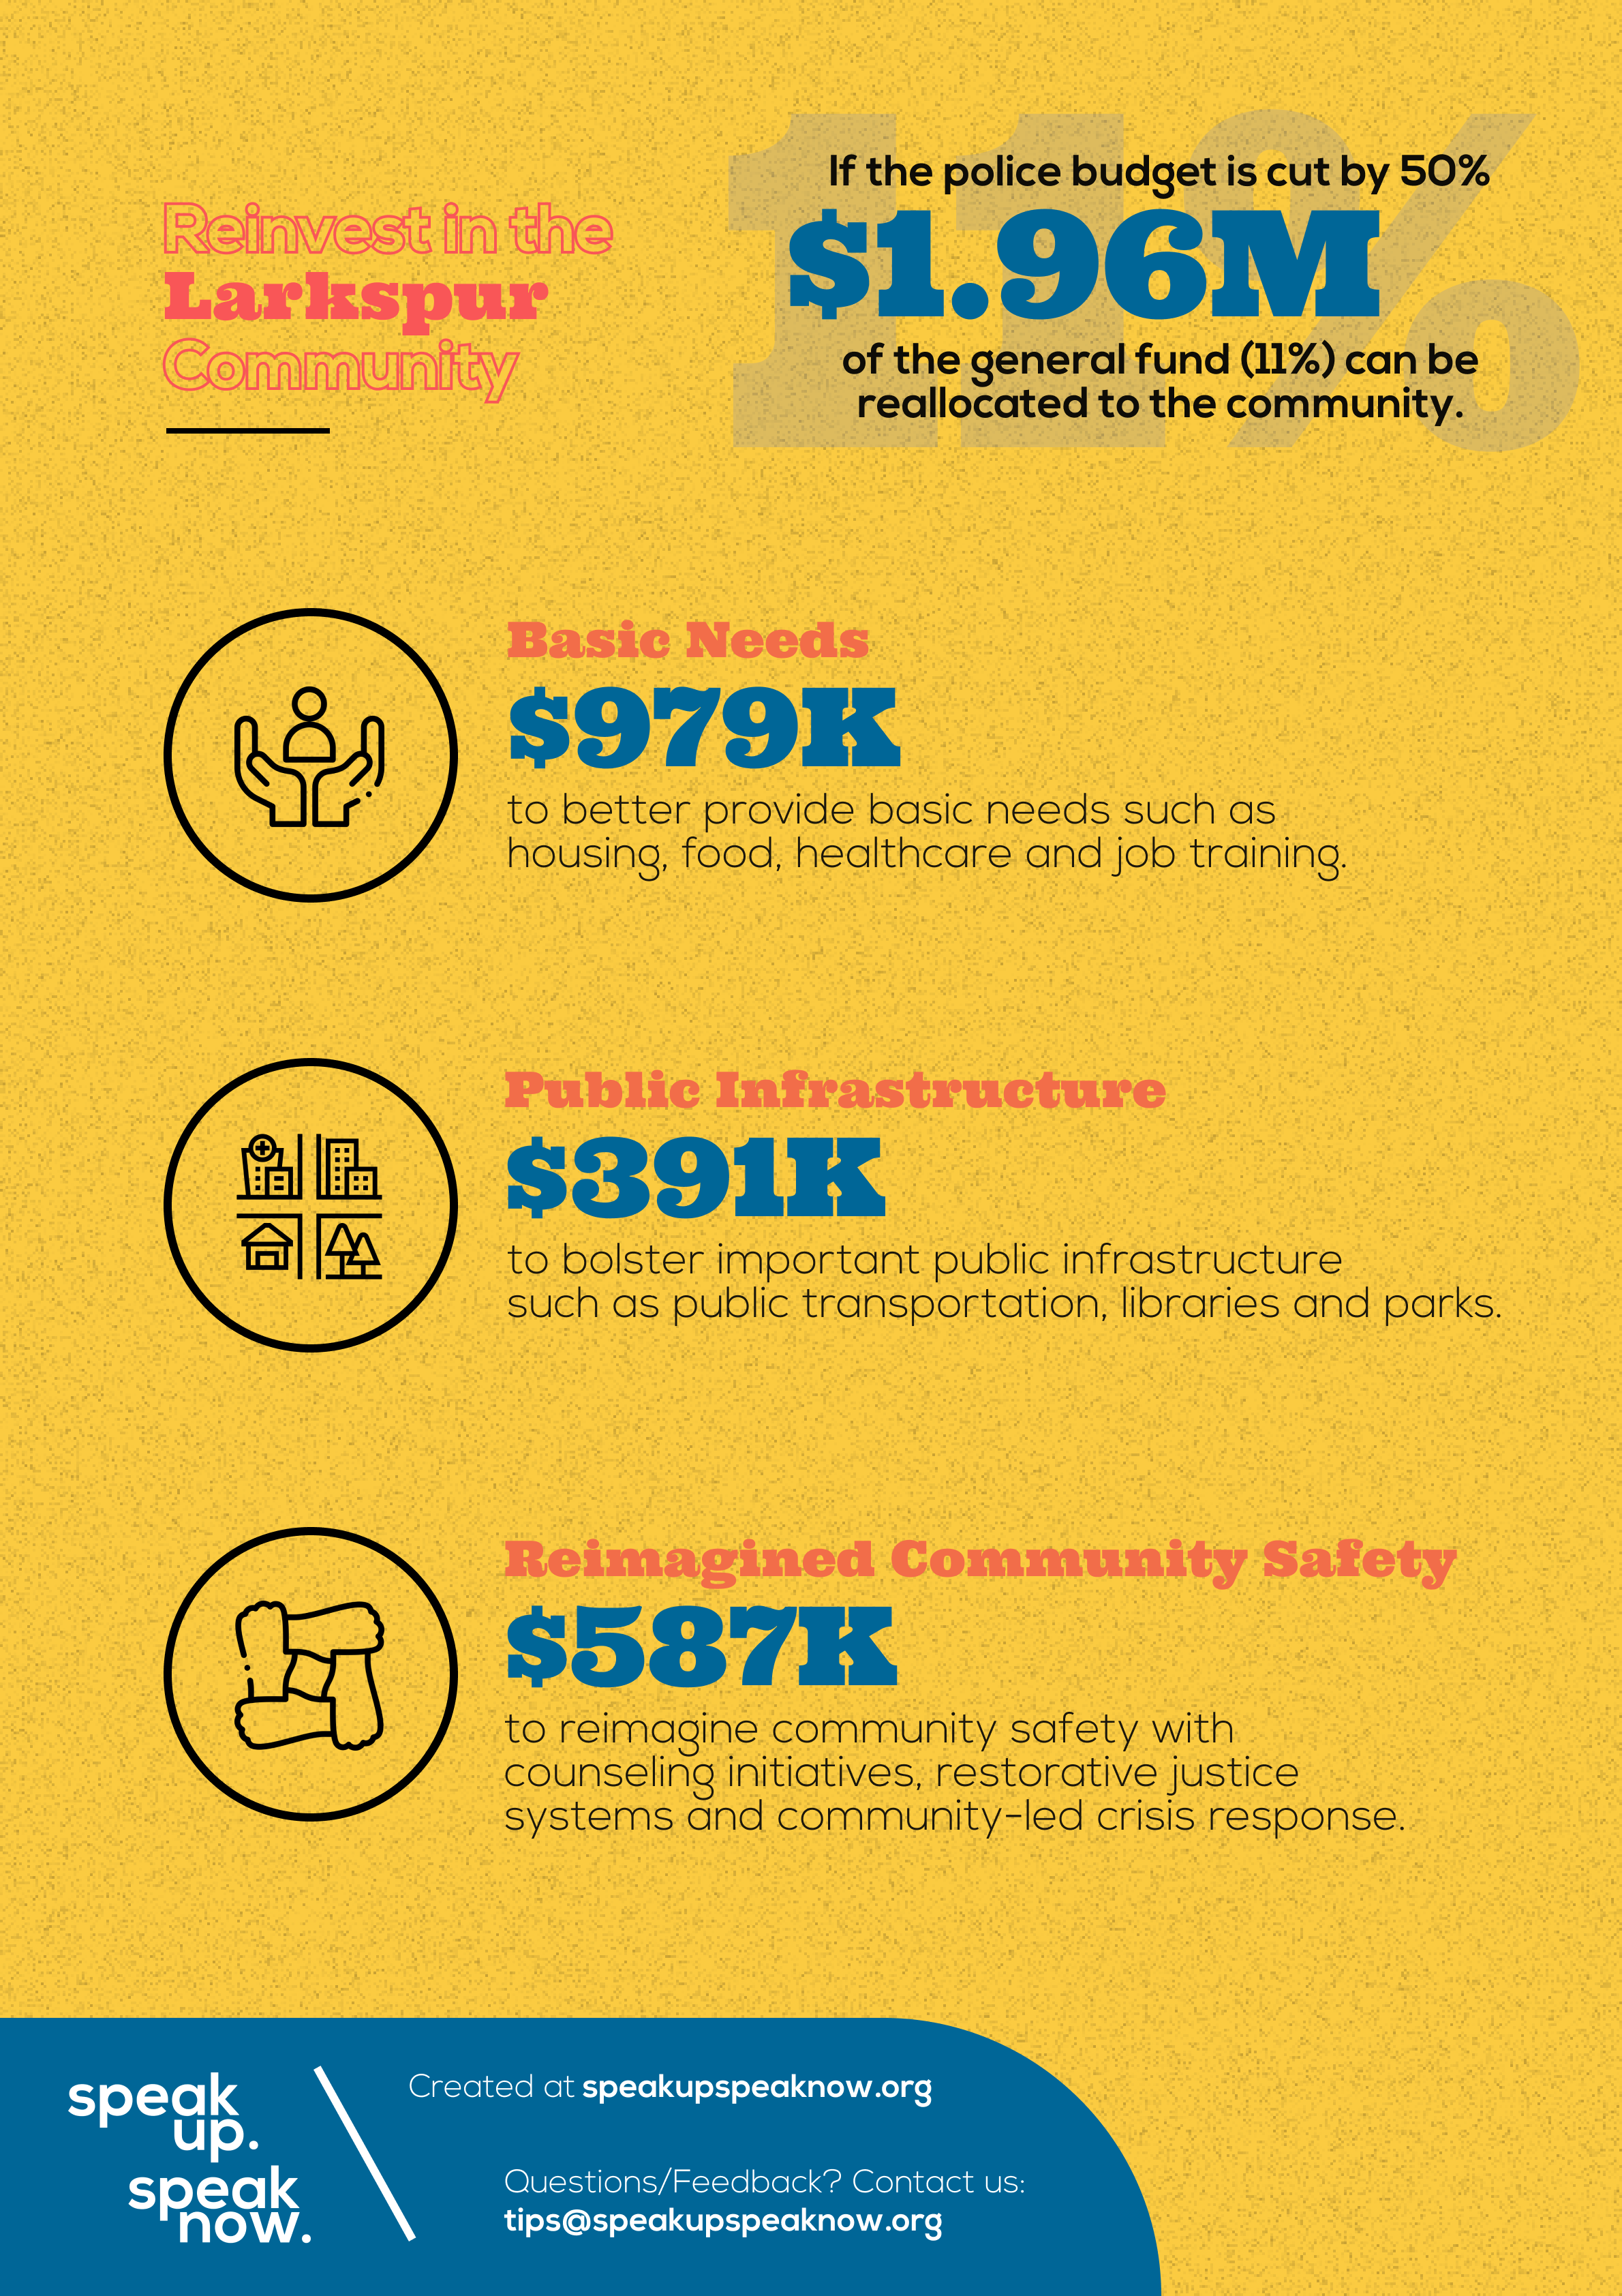 Reinvest in the
Larkspur
Community
11%
If the police budget is cut by 50%
$1.96M
of the general fund (11%) can be
reallocated to the community.
Basic Needs
$979K
to better provide basic needs such as
housing, food, healthcare and job training.
Public Infrastructure
$391K
to bolster important public infrastructure
such as public transportation, libraries and parks.
Reimagined Community Safety
$587K
to reimagine community safety with
counseling initiatives, restorative justice
systems and community-led crisis response.
speak
up.
speak
now.
Created at speakupspeaknow.org
Questions/Feedback? Contact us:
tips@speakupspeaknow.org